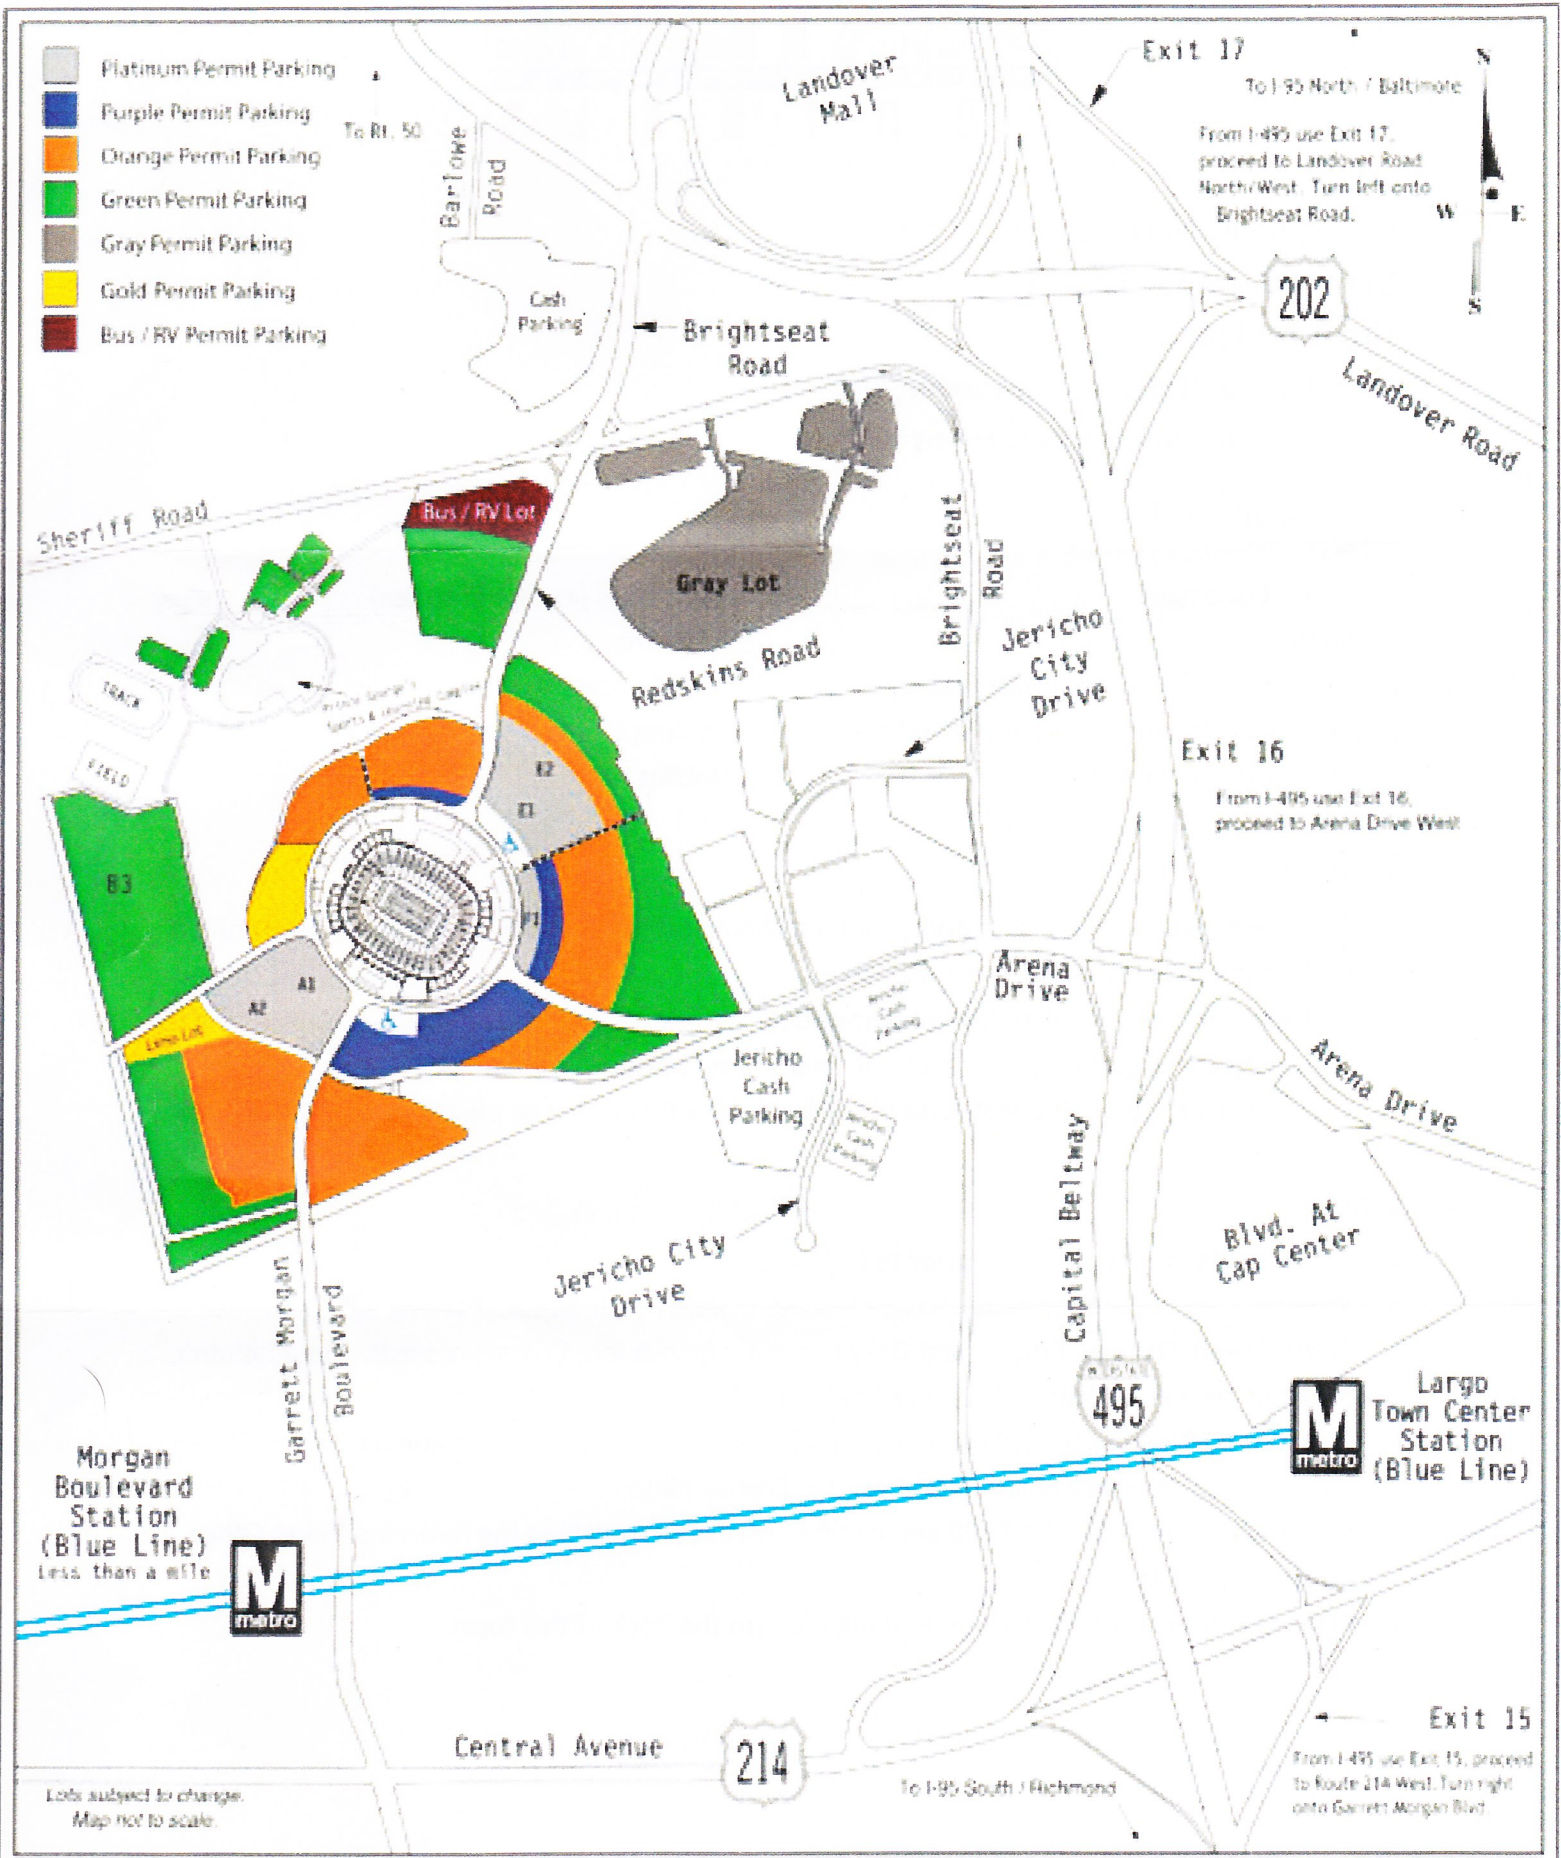 Platinum Permit Parking
Purple Permit Parking
Orange Permit Parking
Green Permit Parking
Gray Permit Parking
Gold Permit Parking
Bus / RV Permit Parking
To Rt. 50
Barlowe
Road
Landover
Mall
Exit 17
To I-95 North / Baltimore
From I-495 use Exit 17,
proceed to Landover Road
North/West. Turn left onto
Brightseat Road.
N
W
E
S
202
Landover Road
Cash
Parking
Brightseat
Road
Sheriff Road
Bus / RV Lot
Gray Lot
Redskins Road
Brightseat
Road
Jericho
City
Drive
Prince George's
Sports & Learning Complex
TRACK
FIELD
Exit 16
From I-495 use Exit 16,
proceed to Arena Drive West
E2
E1
F1
B3
A1
A2
Arena
Drive
Cash
Parking
Jericho
Cash
Parking
Arena Drive
Jericho City
Drive
Capital Beltway
Blvd. At
Cap Center
Garrett Morgan
Boulevard
495
Largo
Town Center
Station
(Blue Line)
M
metro
Morgan
Boulevard
Station
(Blue Line)
Less than a mile
M
metro
Central Avenue
214
To I-95 South / Richmond
Exit 15
From I-495 use Exit 15, proceed
to Route 214 West. Turn right
onto Garrett Morgan Blvd.
Lots subject to change.
Map not to scale.